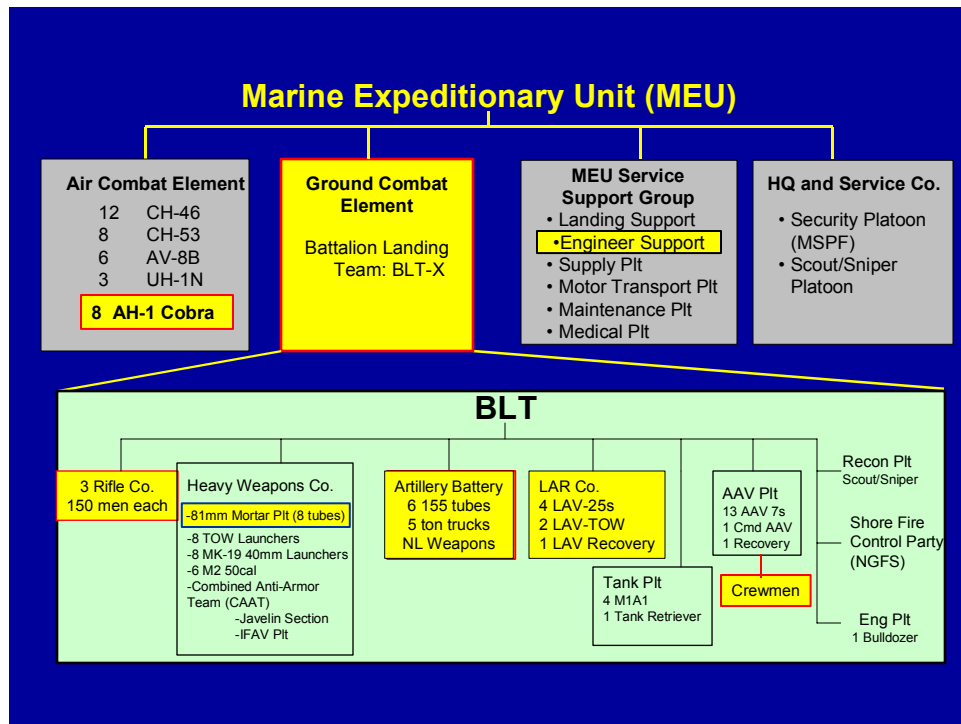 Marine Expeditionary Unit (MEU)
Air Combat Element
12 CH-46
8 CH-53
6 AV-8B
3 UH-1N
8 AH-1 Cobra
Ground Combat
Element
Battalion Landing
Team: BLT-X
MEU Service
Support Group
• Landing Support
•Engineer Support
• Supply Plt
• Motor Transport Plt
• Maintenance Plt
• Medical Plt
HQ and Service Co.
• Security Platoon
(MSPF)
• Scout/Sniper
Platoon
BLT
3 Rifle Co.
150 men each
Heavy Weapons Co.
-81mm Mortar Plt (8 tubes)
-8 TOW Launchers
-8 MK-19 40mm Launchers
-6 M2 50cal
-Combined Anti-Armor
Team (CAAT)
-Javelin Section
-IFAV Plt
Artillery Battery
6 155 tubes
5 ton trucks
NL Weapons
LAR Co.
4 LAV-25s
2 LAV-TOW
1 LAV Recovery
Tank Plt
4 M1A1
1 Tank Retriever
AAV Plt
13 AAV 7s
1 Cmd AAV
1 Recovery
Crewmen
Recon Plt
Scout/Sniper
Shore Fire
Control Party
(NGFS)
Eng Plt
1 Bulldozer